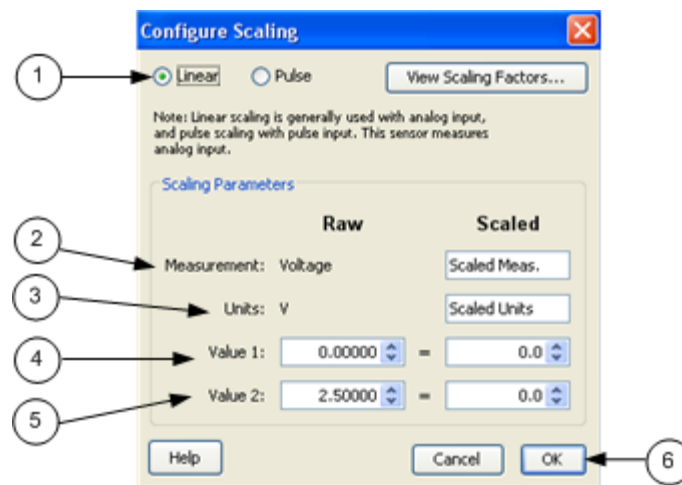 Configure Scaling
1
Linear Pulse View Scaling Factors...
Note: Linear scaling is generally used with analog input,
and pulse scaling with pulse input. This sensor measures
analog input.
Scaling Parameters
Raw Scaled
2
Measurement: Voltage Scaled Meas.
3
Units: V Scaled Units
4
Value 1: 0.00000 = 0.0
5
Value 2: 2.50000 = 0.0
Help Cancel OK
6